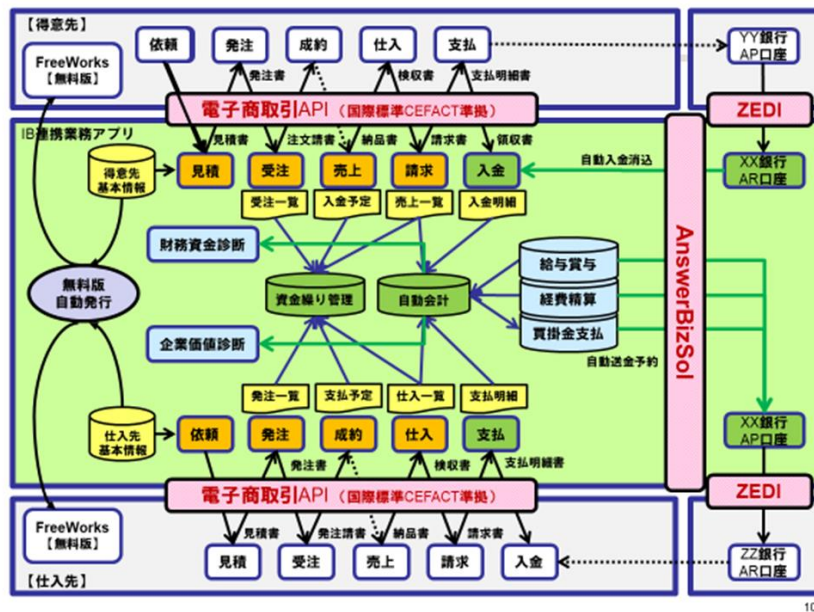 【得意先】
FreeWorks
【無料版】
依頼
発注
成約
仕入
支払
発注書
検収書
支払明細書
YY銀行
AP口座
電子商取引API（国際標準CEFACT準拠）
ZEDI
IB連携業務アプリ
見積書
注文請書
納品書
請求書
領収書
得意先
基本情報
見積
受注
売上
請求
入金
自動入金消込
XX銀行
AR口座
受注一覧
入金予定
売上一覧
入金明細
財務資金診断
給与賞与
無料版
自動発行
資金繰り管理
自動会計
経費精算
AnswerBizSol
企業価値診断
買掛金支払
自動送金予約
発注一覧
支払予定
仕入一覧
支払明細
仕入先
基本情報
依頼
発注
成約
仕入
支払
XX銀行
AP口座
発注書
検収書
支払明細書
電子商取引API（国際標準CEFACT準拠）
ZEDI
見積書
発注請書
納品書
請求書
FreeWorks
【無料版】
見積
受注
売上
請求
入金
ZZ銀行
AR口座
【仕入先】
10